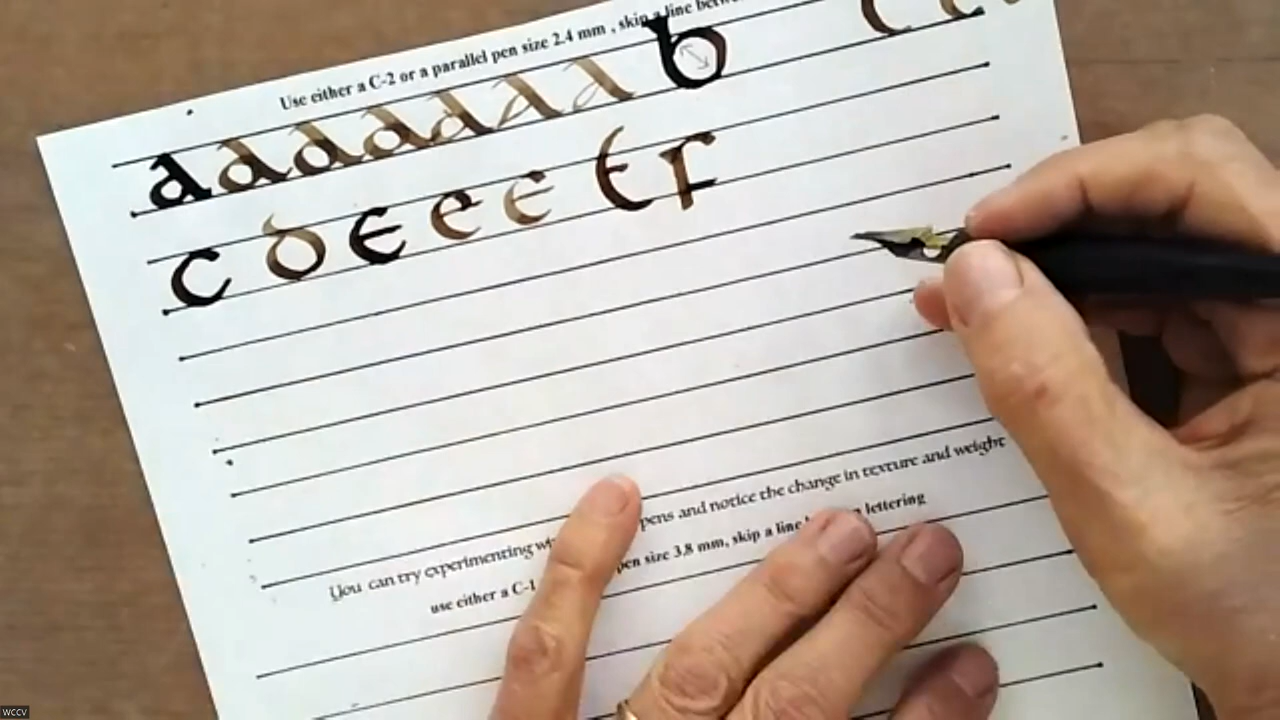 Use either a C-2 or a parallel pen size 2.4 mm , skip a line
a a a a a λ λ b
c d e e e t r
You can try experimenting pens and notice the change in texture and weight
use either a C-1 pen size 3.8 mm, skip a line lettering
WCCV